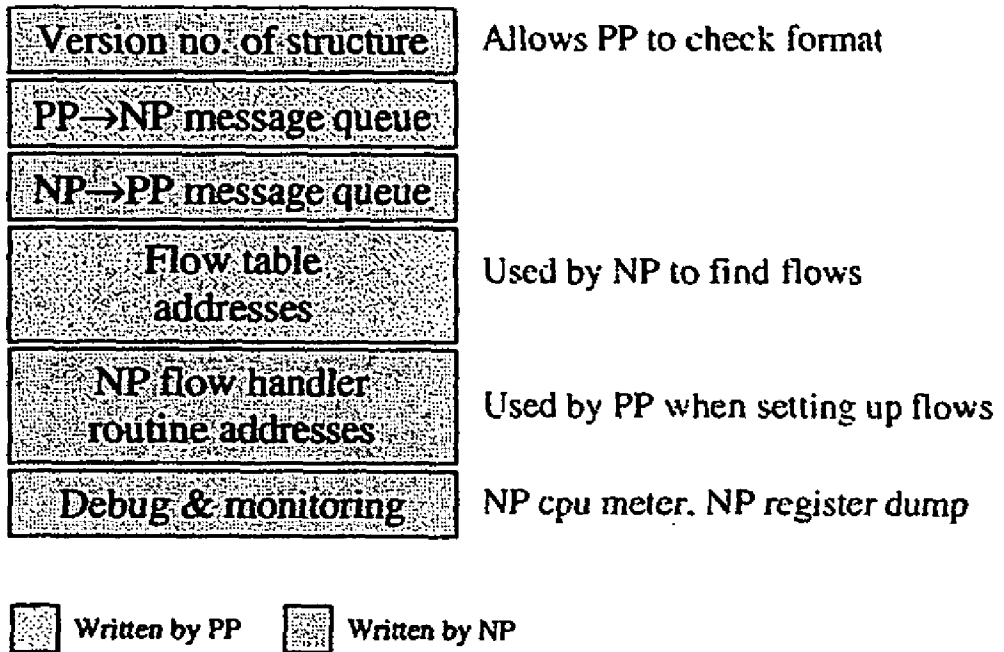 Version no. of structure Allows PP to check format
PP→NP message queue
NP→PP message queue
Flow table
addresses
Used by NP to find flows
NP flow handler
routine addresses
Used by PP when setting up flows
Debug & monitoring NP cpu meter. NP register dump
Written by PP Written by NP